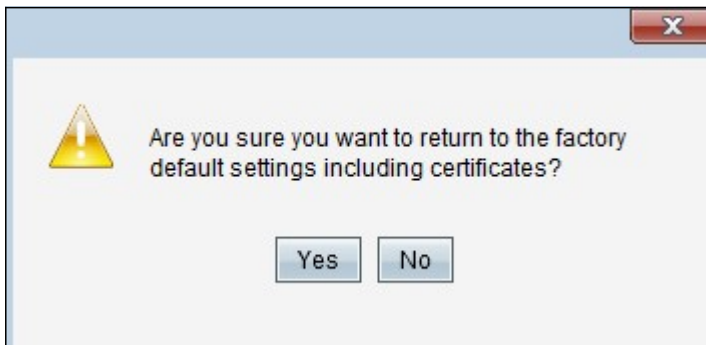 Are you sure you want to return to the factory
default settings including certificates?
Yes No